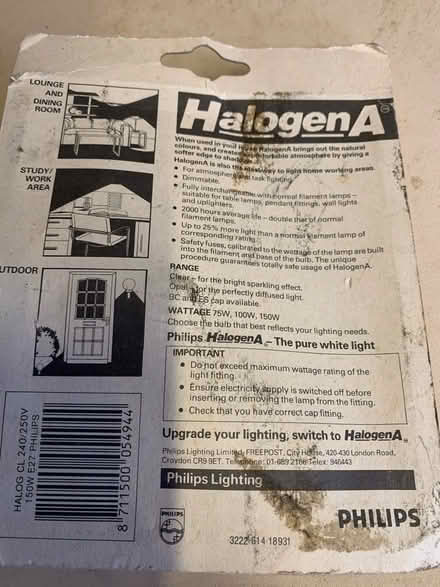 LOUNGE
AND
DINING
ROOM
STUDY/
WORK
AREA
UTDOOR
HalogenA
When used in your house HalogenA brings out the natural
colours, and creates a comfortable atmosphere by giving a
softer edge to shadows.
HalogenA is also the ideal way to light home working areas.
• For atmospheric and task lighting
• Dimmable.
• Fully interchangeable with normal filament lamps –
suitable for table lamps, pendant fittings, wall lights
and uplighters.
• 2000 hours average life – double that of normal
filament lamps.
• Up to 25% more light than a normal filament lamp of
corresponding rating.
• Safety fuses, calibrated to the wattage of the lamp are built
into the filament and base of the bulb. The unique
procedure guarantees totally safe usage of HalogenA.
RANGE
Clear – for the bright sparkling effect.
Opal – for the perfectly diffused light.
BC and ES cap available.
WATTAGE 75W, 100W, 150W
Choose the bulb that best reflects your lighting needs.
Philips HalogenA – The pure white light
IMPORTANT
• Do not exceed maximum wattage rating of the
light fitting.
• Ensure electricity supply is switched off before
inserting or removing the lamp from the fitting.
• Check that you have correct cap fitting.
Upgrade your lighting, switch to HalogenA
Philips Lighting Limited, FREEPOST, City House, 420-430 London Road,
Croydon CR9 9ET. Telephone: 01-689 2166 Telex: 946443
Philips Lighting
HALOG CL 240/250V
150W E27 PHILIPS
8 711500 054944
PHILIPS
PHILIPS
3222 614 18931